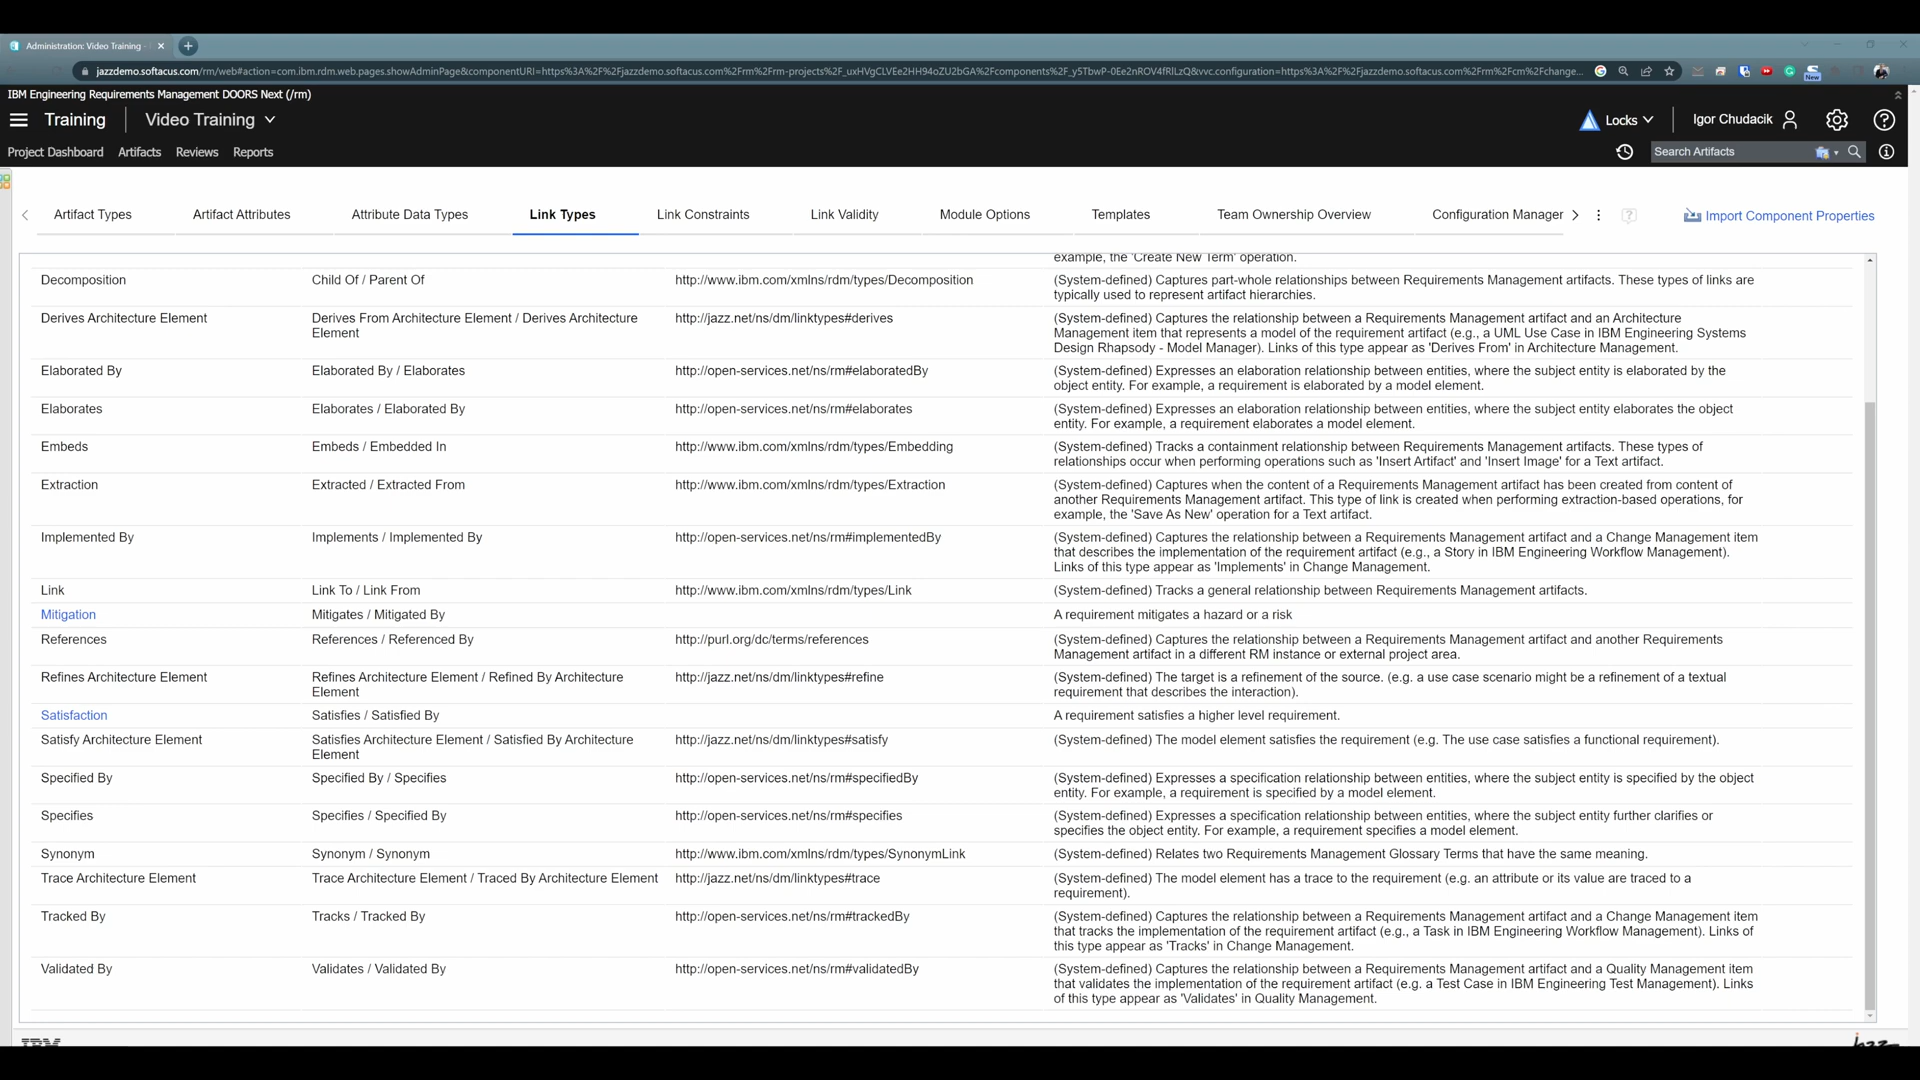 Administration: Video Training -
jazzdemo.softacus.com/rm/web#action=com.ibm.rdm.web.pages.showAdminPage&componentURI=https%3A%2F%2Fjazzdemo.softacus.com%2Frm%2Frm-projects%2F_uxHVgCLVEe2HH94oZU2bGA%2Fcomponents%2F_y5TbwP-0Ee2nROV4fRlLzQ&vvc.configuration=https%3A%2F%2Fjazzdemo.softacus.com%2Frm%2Fcm%2Fchange...
New
IBM Engineering Requirements Management DOORS Next (/rm)
Training Video Training Locks Igor Chudacik
Project Dashboard Artifacts Reviews Reports Search Artifacts
Artifact Types Artifact Attributes Attribute Data Types Link Types Link Constraints Link Validity Module Options Templates Team Ownership Overview Configuration Manager Import Component Properties
example, the 'Create New Term' operation.
Decomposition Child Of / Parent Of http://www.ibm.com/xmlns/rdm/types/Decomposition (System-defined) Captures part-whole relationships between Requirements Management artifacts. These types of links are
typically used to represent artifact hierarchies.
Derives Architecture Element Derives From Architecture Element / Derives Architecture http://jazz.net/ns/dm/linktypes#derives (System-defined) Captures the relationship between a Requirements Management artifact and an Architecture
Element Management item that represents a model of the requirement artifact (e.g., a UML Use Case in IBM Engineering Systems
Design Rhapsody - Model Manager). Links of this type appear as 'Derives From' in Architecture Management.
Elaborated By Elaborated By / Elaborates http://open-services.net/ns/rm#elaboratedBy (System-defined) Expresses an elaboration relationship between entities, where the subject entity is elaborated by the
object entity. For example, a requirement is elaborated by a model element.
Elaborates Elaborates / Elaborated By http://open-services.net/ns/rm#elaborates (System-defined) Expresses an elaboration relationship between entities, where the subject entity elaborates the object
entity. For example, a requirement elaborates a model element.
Embeds Embeds / Embedded In http://www.ibm.com/xmlns/rdm/types/Embedding (System-defined) Tracks a containment relationship between Requirements Management artifacts. These types of
relationships occur when performing operations such as 'Insert Artifact' and 'Insert Image' for a Text artifact.
Extraction Extracted / Extracted From http://www.ibm.com/xmlns/rdm/types/Extraction (System-defined) Captures when the content of a Requirements Management artifact has been created from content of
another Requirements Management artifact. This type of link is created when performing extraction-based operations, for
example, the 'Save As New' operation for a Text artifact.
Implemented By Implements / Implemented By http://open-services.net/ns/rm#implementedBy (System-defined) Captures the relationship between a Requirements Management artifact and a Change Management item
that describes the implementation of the requirement artifact (e.g., a Story in IBM Engineering Workflow Management).
Links of this type appear as 'Implements' in Change Management.
Link Link To / Link From http://www.ibm.com/xmlns/rdm/types/Link (System-defined) Tracks a general relationship between Requirements Management artifacts.
Mitigation Mitigates / Mitigated By A requirement mitigates a hazard or a risk
References References / Referenced By http://purl.org/dc/terms/references (System-defined) Captures the relationship between a Requirements Management artifact and another Requirements
Management artifact in a different RM instance or external project area.
Refines Architecture Element Refines Architecture Element / Refined By Architecture http://jazz.net/ns/dm/linktypes#refine (System-defined) The target is a refinement of the source. (e.g. a use case scenario might be a refinement of a textual
Element requirement that describes the interaction).
Satisfaction Satisfies / Satisfied By A requirement satisfies a higher level requirement.
Satisfy Architecture Element Satisfies Architecture Element / Satisfied By Architecture http://jazz.net/ns/dm/linktypes#satisfy (System-defined) The model element satisfies the requirement (e.g. The use case satisfies a functional requirement).
Element
Specified By Specified By / Specifies http://open-services.net/ns/rm#specifiedBy (System-defined) Expresses a specification relationship between entities, where the subject entity is specified by the object
entity. For example, a requirement is specified by a model element.
Specifies Specifies / Specified By http://open-services.net/ns/rm#specifies (System-defined) Expresses a specification relationship between entities, where the subject entity further clarifies or
specifies the object entity. For example, a requirement specifies a model element.
Synonym Synonym / Synonym http://www.ibm.com/xmlns/rdm/types/SynonymLink (System-defined) Relates two Requirements Management Glossary Terms that have the same meaning.
Trace Architecture Element Trace Architecture Element / Traced By Architecture Element http://jazz.net/ns/dm/linktypes#trace (System-defined) The model element has a trace to the requirement (e.g. an attribute or its value are traced to a
requirement).
Tracked By Tracks / Tracked By http://open-services.net/ns/rm#trackedBy (System-defined) Captures the relationship between a Requirements Management artifact and a Change Management item
that tracks the implementation of the requirement artifact (e.g., a Task in IBM Engineering Workflow Management). Links of
this type appear as 'Tracks' in Change Management.
Validated By Validates / Validated By http://open-services.net/ns/rm#validatedBy (System-defined) Captures the relationship between a Requirements Management artifact and a Quality Management item
that validates the implementation of the requirement artifact (e.g. a Test Case in IBM Engineering Test Management). Links
of this type appear as 'Validates' in Quality Management.
IBM jazz